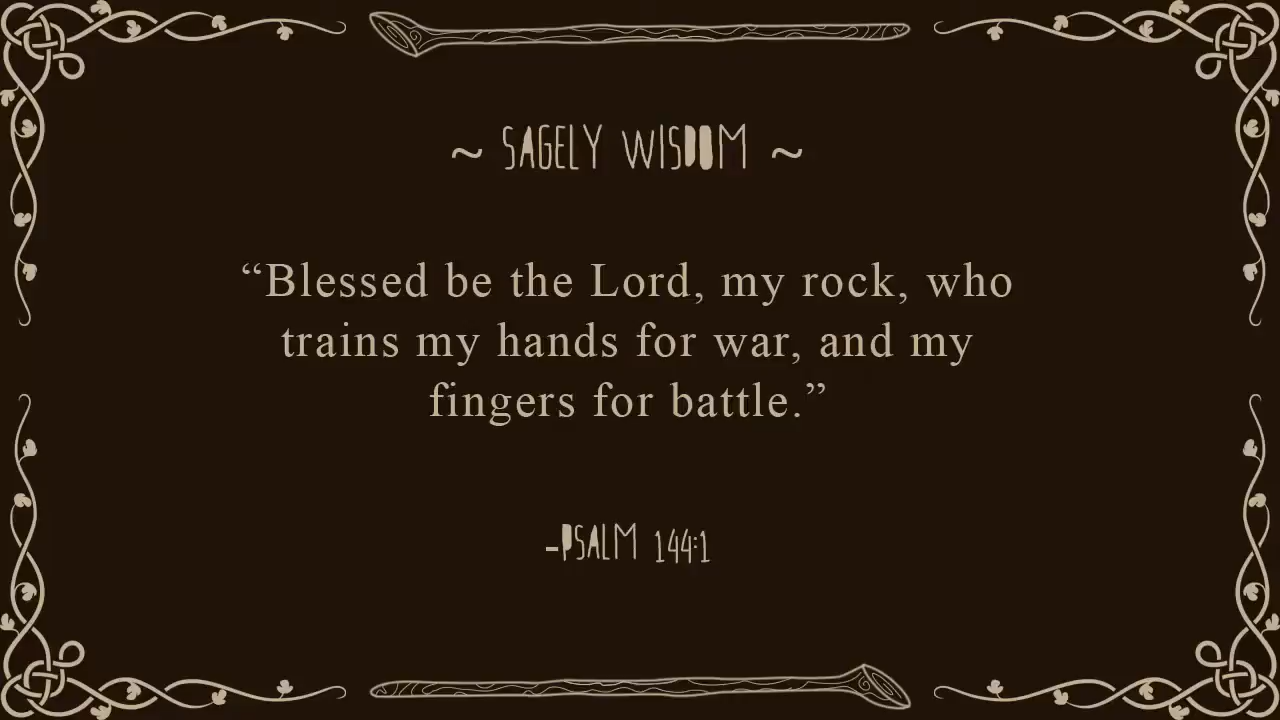 ~ SAGELY WISDOM ~
“Blessed be the Lord, my rock, who
trains my hands for war, and my
fingers for battle.”
-PSALM 144:1